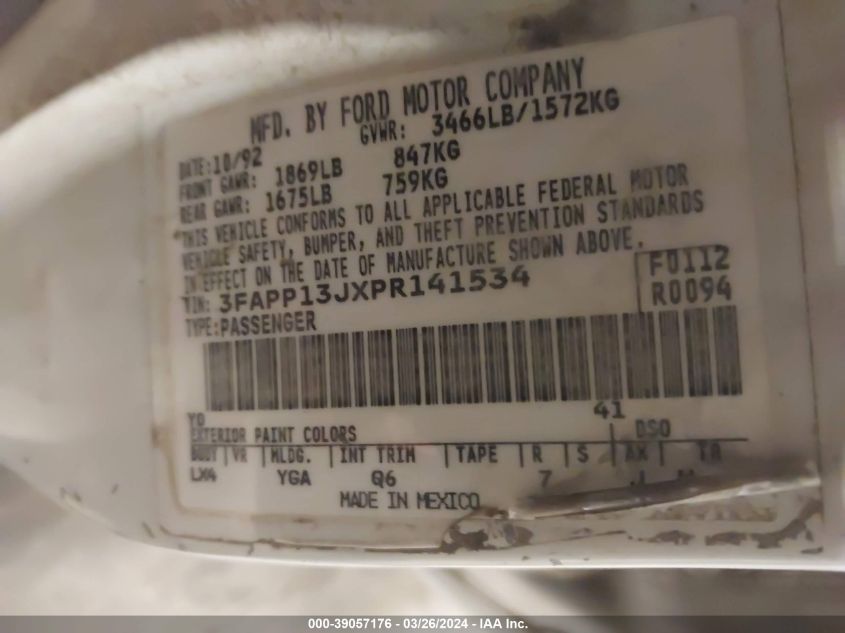 MFD. BY FORD MOTOR COMPANY
DATE:10/92 GVWR: 3466LB/1572KG
FRONT GAWR: 1869LB 847KG
REAR GAWR: 1675LB 759KG
THIS VEHICLE CONFORMS TO ALL APPLICABLE FEDERAL MOTOR
VEHICLE SAFETY, BUMPER, AND THEFT PREVENTION STANDARDS
IN EFFECT ON THE DATE OF MANUFACTURE SHOWN ABOVE.
VIN: 3FAPP13JXPR141534 F0112
TYPE:PASSENGER R0094
YO 41
EXTERIOR PAINT COLORS DSO
BODY VR MLDG. INT TRIM TAPE R S AX TR
LX4 YGA Q6 7 J
MADE IN MEXICO
000-39057176 - 03/26/2024 - IAA Inc.